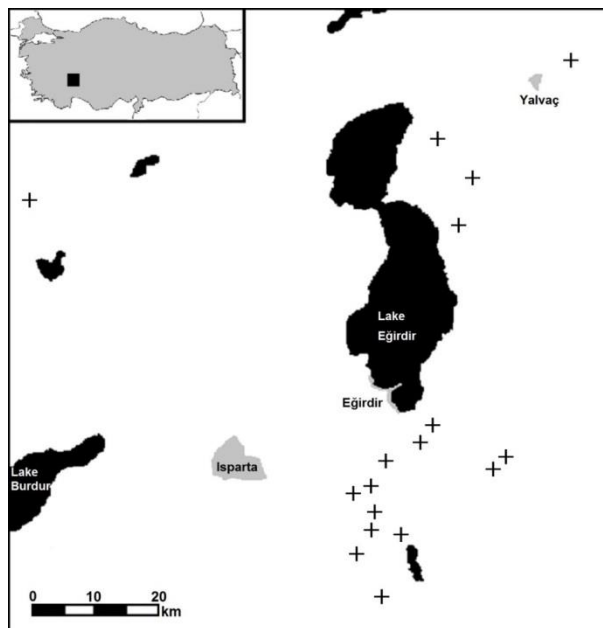 Yalvaç
Lake
Eğirdir
Eğirdir
Isparta
Lake
Burdur
0 10 20
km